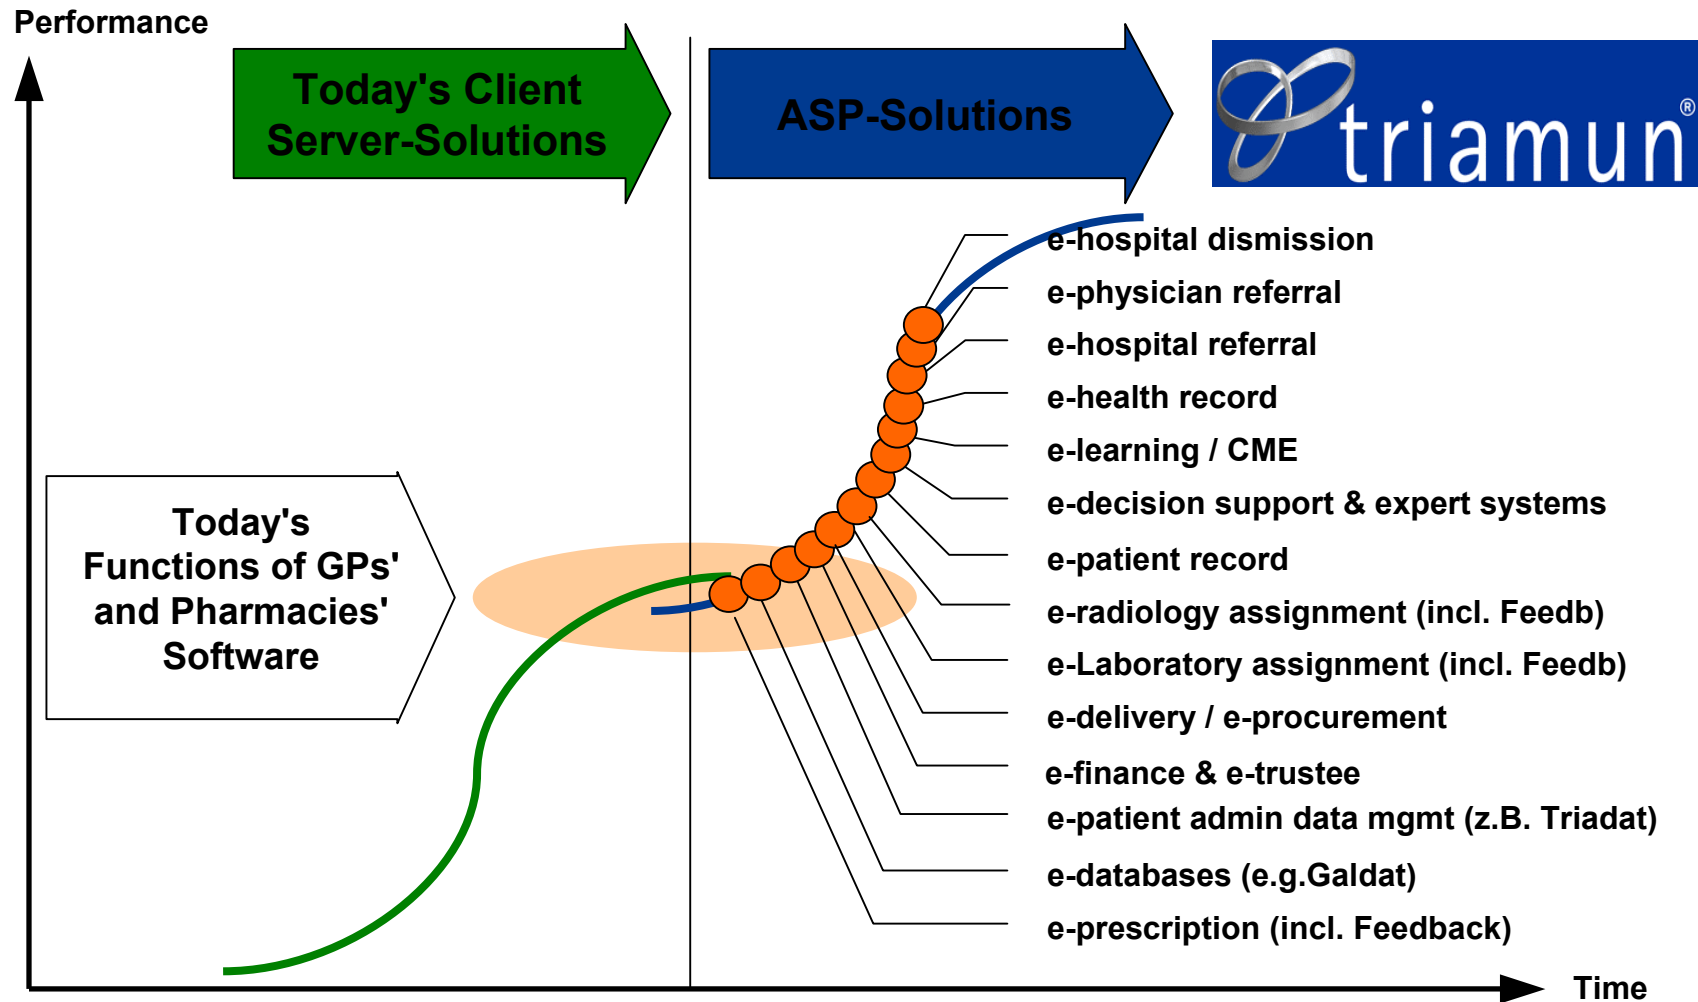 Performance
Today's Client
Server-Solutions
ASP-Solutions
triamun®
e-hospital dismission
e-physician referral
e-hospital referral
e-health record
e-learning / CME
e-decision support & expert systems
e-patient record
e-radiology assignment (incl. Feedb)
e-Laboratory assignment (incl. Feedb)
e-delivery / e-procurement
e-finance & e-trustee
e-patient admin data mgmt (z.B. Triadat)
e-databases (e.g.Galdat)
e-prescription (incl. Feedback)
Today's
Functions of GPs'
and Pharmacies'
Software
Time